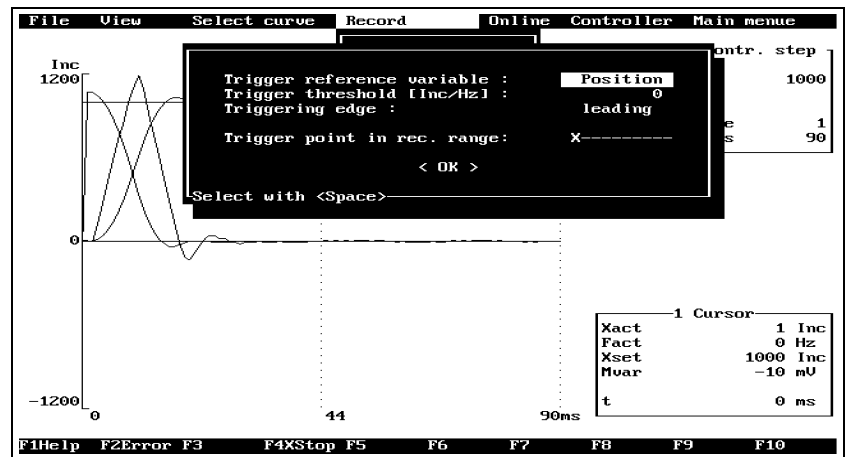 File View Select curve Record Online Controller Main menue
ontr. step
Inc
1200
1000
Trigger reference variable : Position
Trigger threshold [Inc/Hz] : 0
Triggering edge : leading
e 1
Trigger point in rec. range: X---------
s 90
< OK >
Select with <Space>
0
1 Cursor
Xact 1 Inc
Fact 0 Hz
Xset 1000 Inc
Mvar -10 mV
-1200
t 0 ms
0 44 90ms
F1Help F2Error F3 F4XStop F5 F6 F7 F8 F9 F10